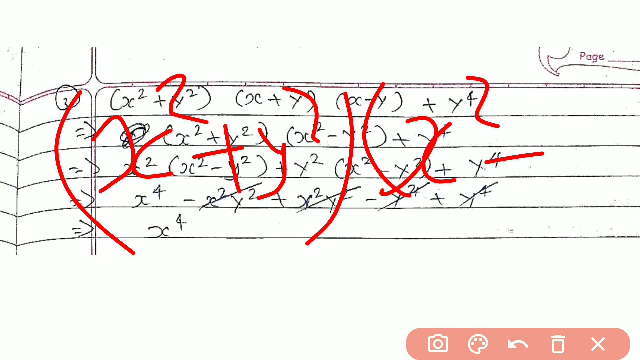 Page
(3) (x² + y²) (x + y) (x - y) + y⁴
=> (x² + y²) (x² - y²) + y⁴
=> x² (x² - y²) + y² (x² - y²) + y⁴
=> x⁴ - x²y² + x²y² - y⁴ + y⁴
=> x⁴
(x² + y²) (x² -